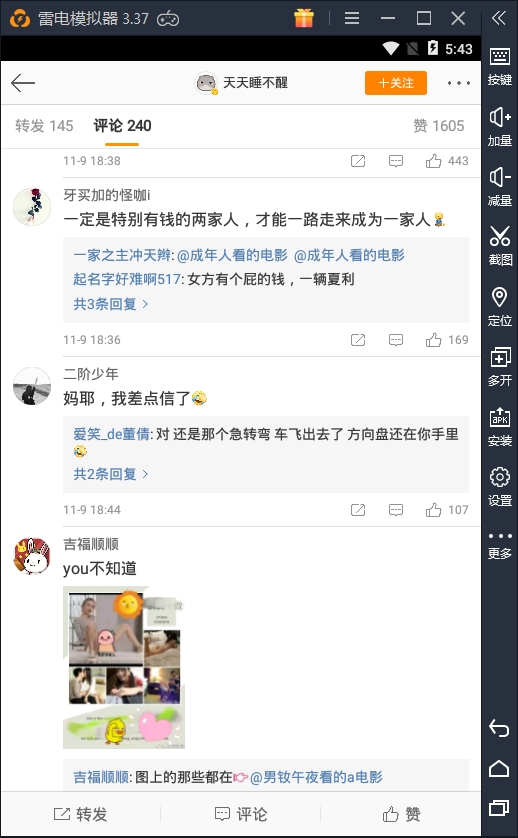 雷电模拟器 3.37
5:43
按键
加量
减量
截图
定位
多开
APK
安装
设置
更多
天天睡不醒
+关注
转发 145
评论 240
赞 1605
11-9 18:38
443
牙买加的怪咖i
一定是特别有钱的两家人，才能一路走来成为一家人
一家之主冲天辫: @成年人看的电影 @成年人看的电影
起名字好难啊517: 女方有个屁的钱，一辆夏利
共3条回复
11-9 18:36
169
二阶少年
妈耶，我差点信了
爱笑_de董倩: 对 还是那个急转弯 车飞出去了 方向盘还在你手里
共2条回复
11-9 18:44
107
吉福顺顺
you不知道
吉福顺顺: 图上的那些都在👉@男钕午夜看的a电影
转发
评论
赞